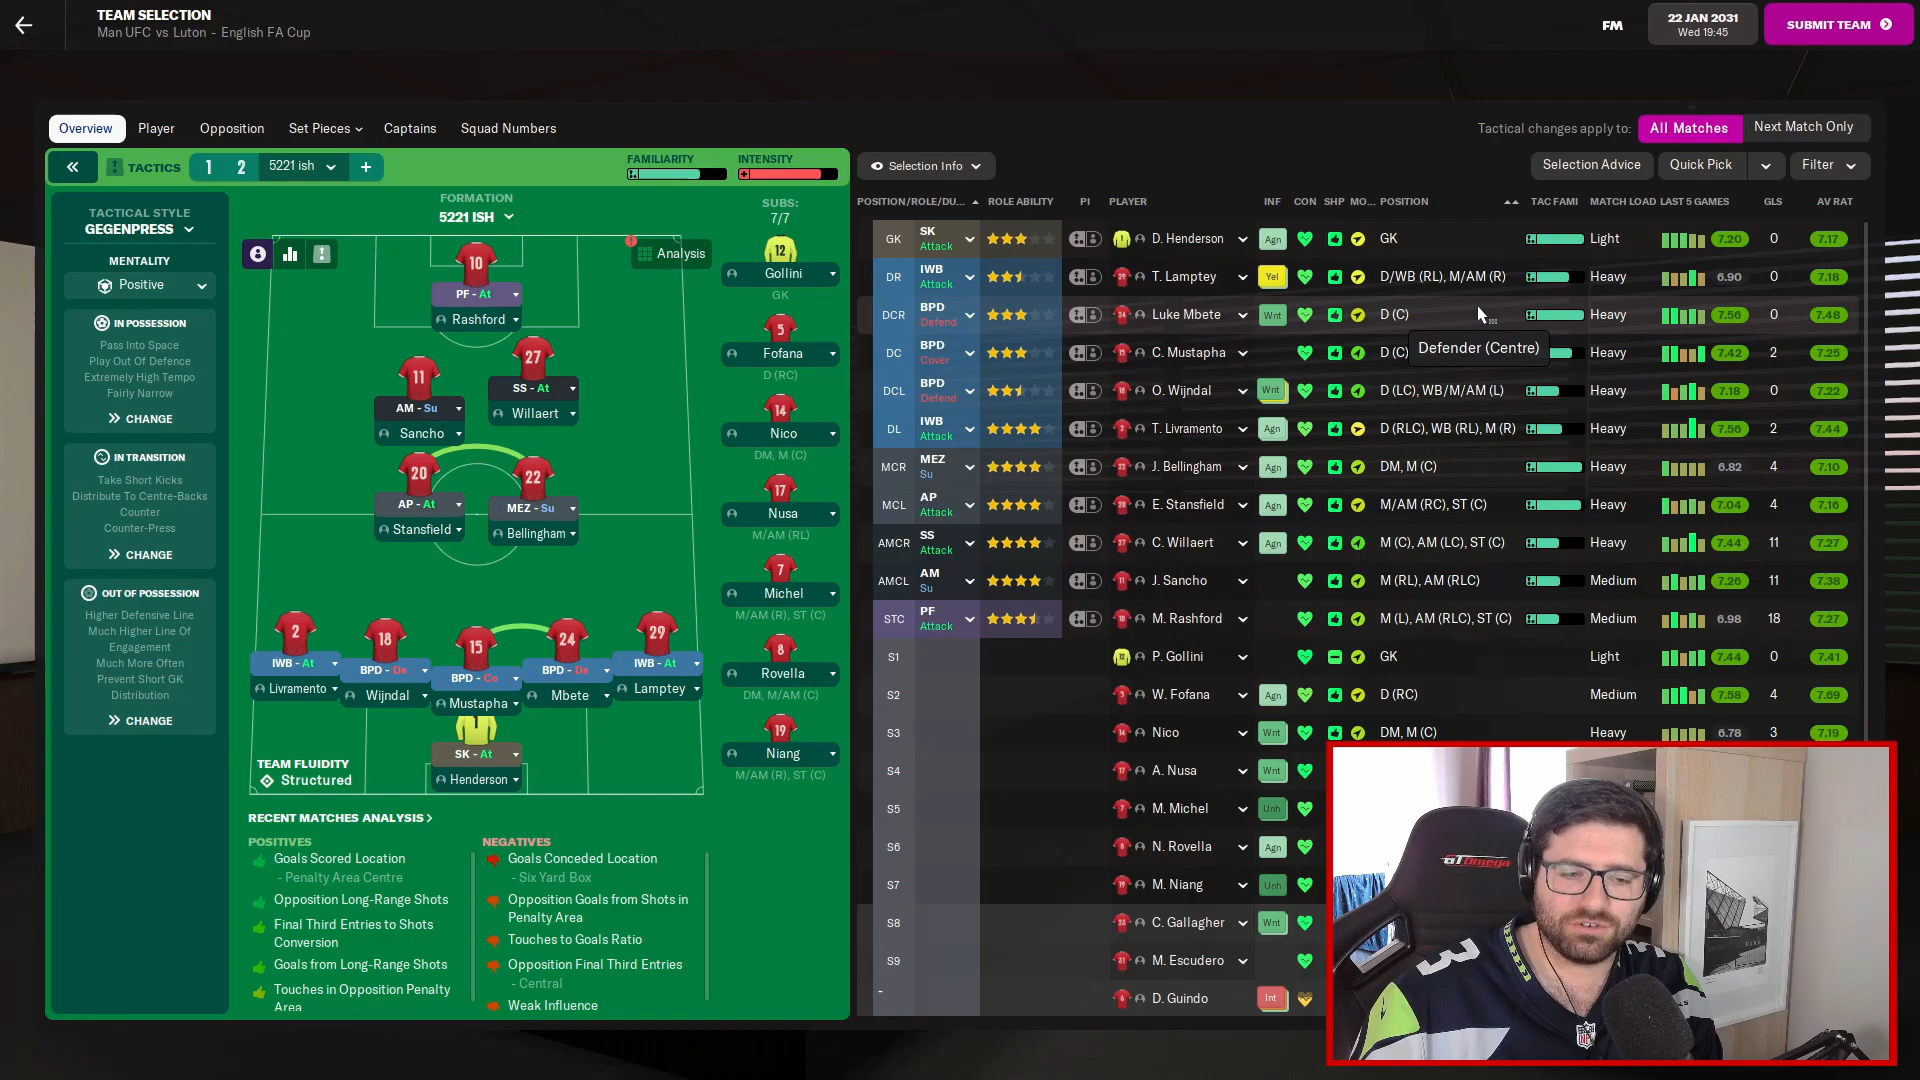 TEAM SELECTION
Man UFC vs Luton - English FA Cup
FM
22 JAN 2031
Wed 19:45
SUBMIT TEAM
Overview
Player
Opposition
Set Pieces
Captains
Squad Numbers
Tactical changes apply to:
All Matches
Next Match Only
TACTICS
1
2
5221 ish
+
FAMILIARITY
INTENSITY
Selection Info
Selection Advice
Quick Pick
Filter
TACTICAL STYLE
GEGENPRESS
MENTALITY
Positive
IN POSSESSION
Pass Into Space
Play Out Of Defence
Extremely High Tempo
Fairly Narrow
CHANGE
IN TRANSITION
Take Short Kicks
Distribute To Centre-Backs
Counter
Counter-Press
CHANGE
OUT OF POSSESSION
Higher Defensive Line
Much Higher Line Of
Engagement
Much More Often
Prevent Short GK
Distribution
CHANGE
FORMATION
5221 ISH
Analysis
10
PF - At
Rashford
11
AM - Su
Sancho
27
SS - At
Willaert
20
AP - At
Stansfield
22
MEZ - Su
Bellingham
2
IWB - At
Livramento
18
BPD - De
Wijndal
15
BPD - Co
Mustapha
24
BPD - De
Mbete
29
IWB - At
Lamptey
1
SK - At
Henderson
TEAM FLUIDITY
Structured
SUBS:
7/7
12
Gollini
GK
5
Fofana
D (RC)
14
Nico
DM, M (C)
17
Nusa
M/AM (RL)
7
Michel
M/AM (R), ST (C)
8
Rovella
DM, M/AM (C)
19
Niang
M/AM (R), ST (C)
RECENT MATCHES ANALYSIS >
POSITIVES
Goals Scored Location
- Penalty Area Centre
Opposition Long-Range Shots
Final Third Entries to Shots
Conversion
Goals from Long-Range Shots
Touches in Opposition Penalty
Area
NEGATIVES
Goals Conceded Location
- Six Yard Box
Opposition Goals from Shots in
Penalty Area
Touches to Goals Ratio
Opposition Final Third Entries
- Central
Weak Influence
POSITION/ROLE/DU... ROLE ABILITY PI PLAYER INF CON SHP MO... POSITION TAC FAMI MATCH LOAD LAST 5 GAMES GLS AV RAT
GK SK Attack D. Henderson Agn GK Light 7.20 0 7.17
DR IWB Attack T. Lamptey Yel D/WB (RL), M/AM (R) Heavy 6.90 0 7.18
DCR BPD Defend Luke Mbete Wnt D (C) Heavy 7.56 0 7.48
DC BPD Cover C. Mustapha D (C) Heavy 7.42 2 7.25
Defender (Centre)
DCL BPD Defend O. Wijndal Wnt D (LC), WB/M/AM (L) Heavy 7.18 0 7.22
DL IWB Attack T. Livramento Agn D (RLC), WB (RL), M (R) Heavy 7.56 2 7.44
MCR MEZ Su J. Bellingham Agn DM, M (C) Heavy 6.82 4 7.10
MCL AP Attack E. Stansfield Agn M/AM (RC), ST (C) Heavy 7.04 4 7.16
AMCR SS Attack C. Willaert Agn M (C), AM (LC), ST (C) Heavy 7.44 11 7.27
AMCL AM Su J. Sancho M (RL), AM (RLC) Medium 7.26 11 7.38
STC PF Attack M. Rashford M (L), AM (RLC), ST (C) Medium 6.98 18 7.27
S1 P. Gollini GK Light 7.44 0 7.41
S2 W. Fofana Agn D (RC) Medium 7.58 4 7.69
S3 Nico Wnt DM, M (C) Heavy 6.78 3 7.19
S4 A. Nusa Wnt
S5 M. Michel Unh
S6 N. Rovella Agn
S7 M. Niang Unh
S8 C. Gallagher Wnt
S9 M. Escudero
- D. Guindo Int
GT Omega
3
NFL